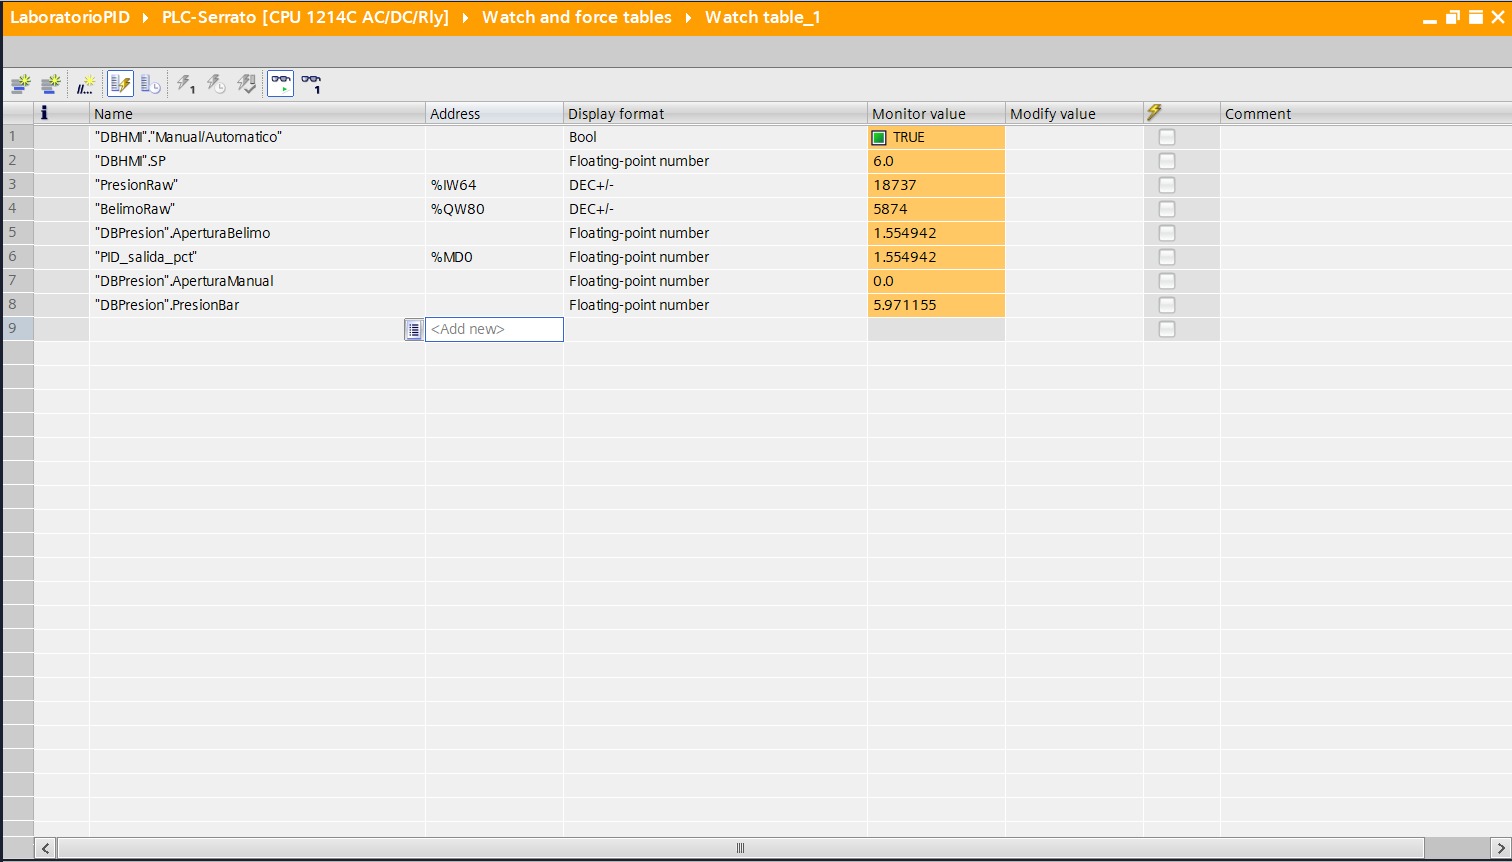 LaboratorioPID ▸ PLC-Serrato [CPU 1214C AC/DC/Rly] ▸ Watch and force tables ▸ Watch table_1
i Name Address Display format Monitor value Modify value Comment
1 "DBHMI"."Manual/Automatico" Bool TRUE
2 "DBHMI".SP Floating-point number 6.0
3 "PresionRaw" %IW64 DEC+/- 18737
4 "BelimoRaw" %QW80 DEC+/- 5874
5 "DBPresion".AperturaBelimo Floating-point number 1.554942
6 "PID_salida_pct" %MD0 Floating-point number 1.554942
7 "DBPresion".AperturaManual Floating-point number 0.0
8 "DBPresion".PresionBar Floating-point number 5.971155
9 <Add new>